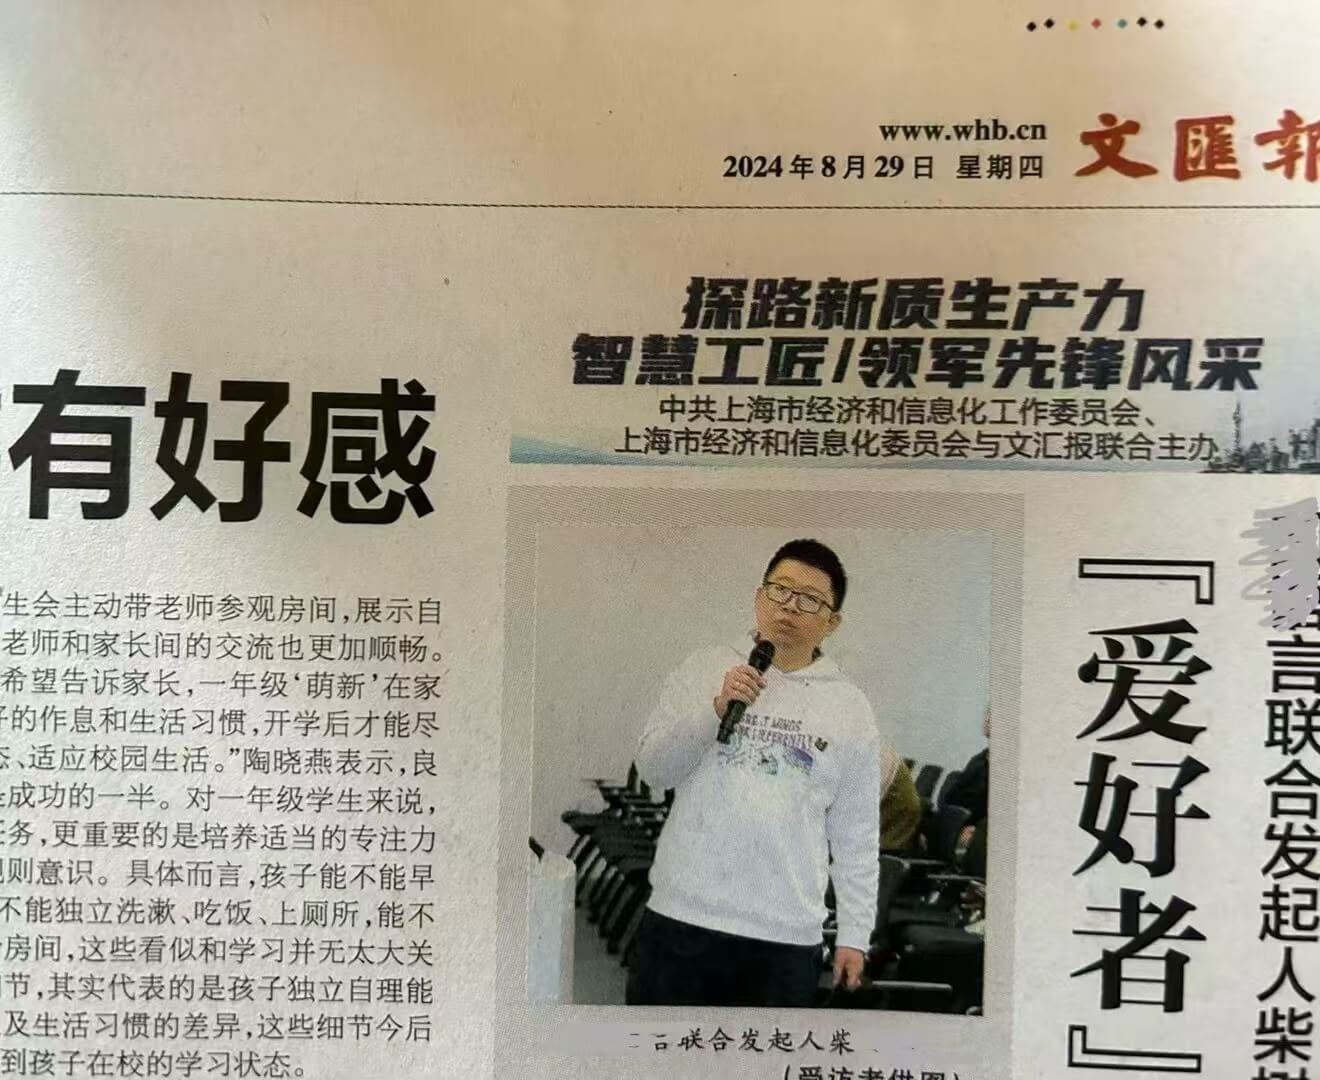 www.whb.cn
2024年8月29日 星期四
文匯報
探路新质生产力
智慧工匠/领军先锋风采
中共上海市经济和信息化工作委员会、
上海市经济和信息化委员会与文汇报联合主办
有好感
生会主动带老师参观房间,展示自
老师和家长间的交流也更加顺畅。
希望告诉家长,一年级‘萌新’在家
好的作息和生活习惯,开学后才能尽
态、适应校园生活。”陶晓燕表示,良
是成功的一半。对一年级学生来说,
任务,更重要的是培养适当的专注力
规则意识。具体而言,孩子能不能早
不能独立洗漱、吃饭、上厕所,能不
房间,这些看似和学习并无太大关
节,其实代表的是孩子独立自理能
及生活习惯的差异,这些细节今后
到孩子在校的学习状态。
GREAT MINDS
THINK DIFFERENTLY
言联合发起人柴
(受访者供图)
『爱好者』
言联合发起人柴树